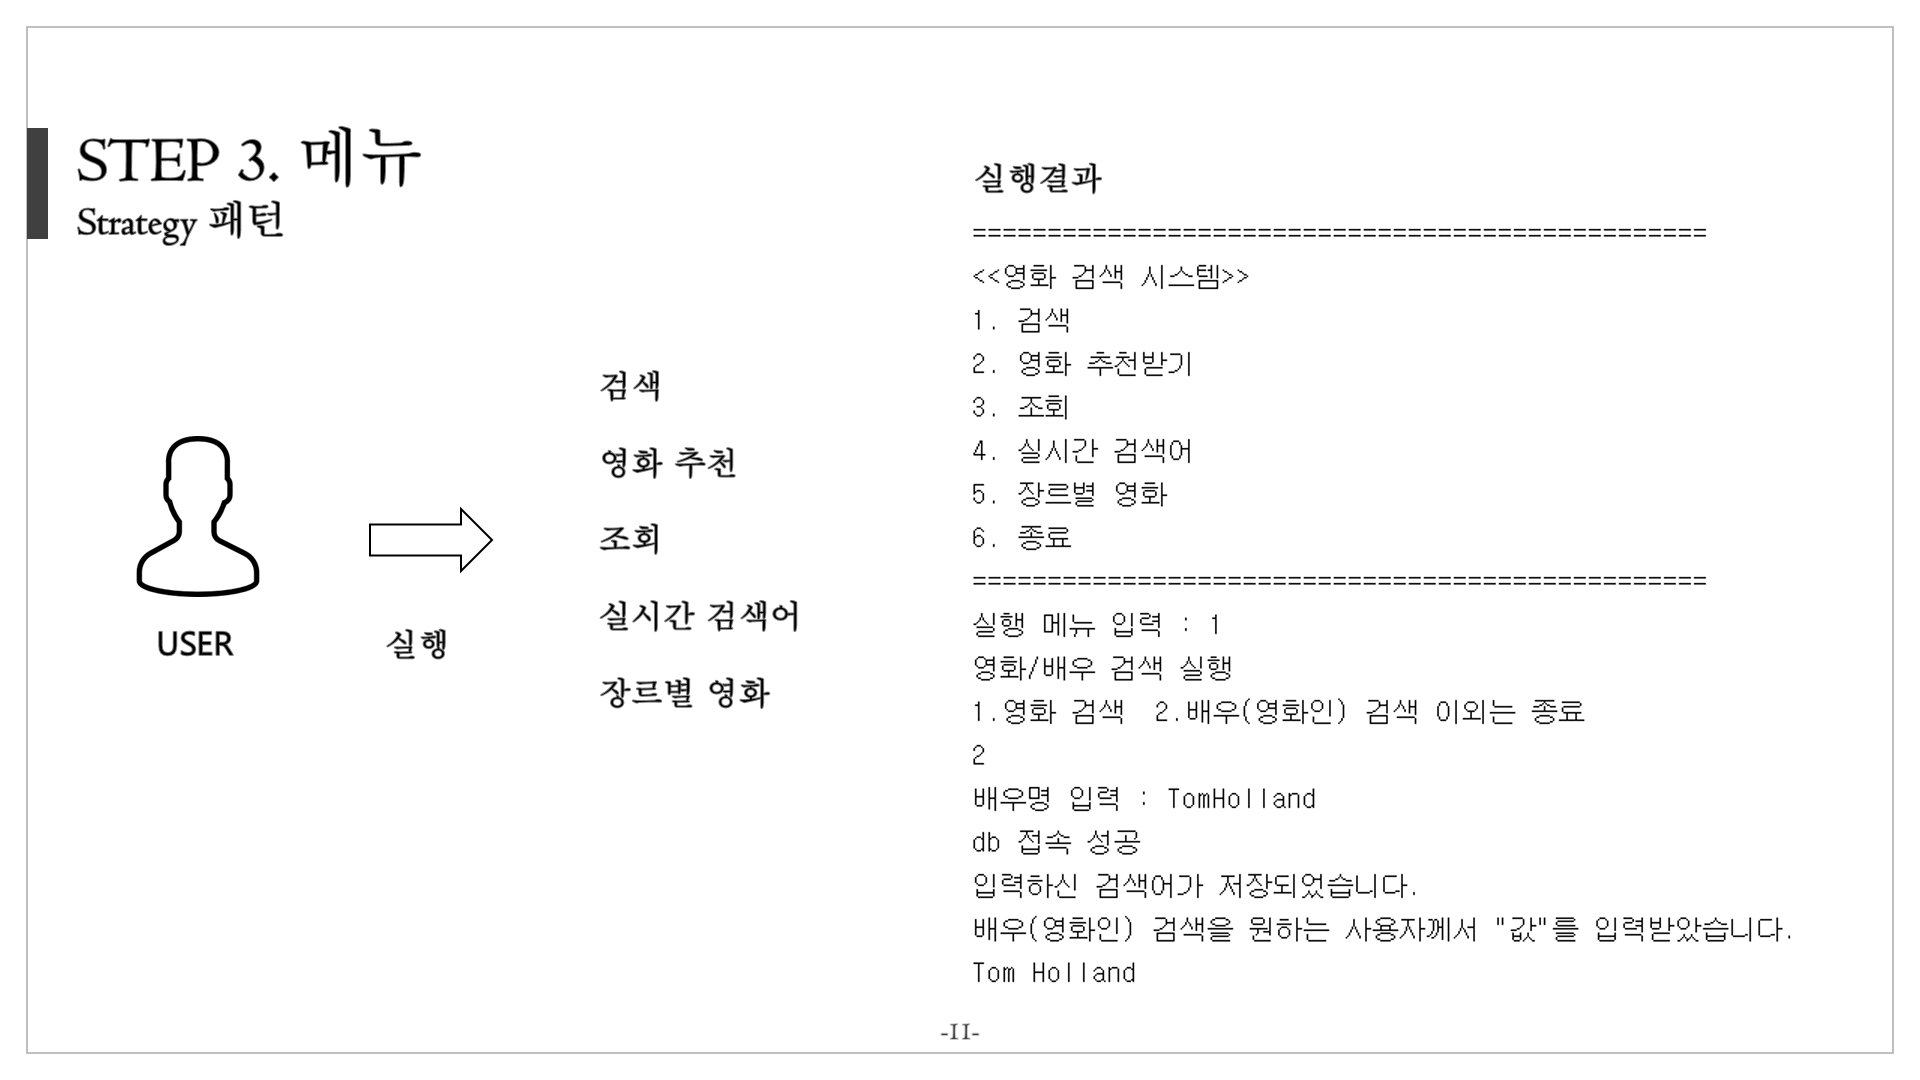 STEP 3. 메뉴
Strategy 패턴
USER
실행
검색
영화 추천
조회
실시간 검색어
장르별 영화
실행결과
=================================================
<<영화 검색 시스템>>
1. 검색
2. 영화 추천받기
3. 조회
4. 실시간 검색어
5. 장르별 영화
6. 종료
=================================================
실행 메뉴 입력 : 1
영화/배우 검색 실행
1.영화 검색  2.배우(영화인) 검색 이외는 종료
2
배우명 입력 : TomHolland
db 접속 성공
입력하신 검색어가 저장되었습니다.
배우(영화인) 검색을 원하는 사용자께서 "값"를 입력받았습니다.
Tom Holland
-11-